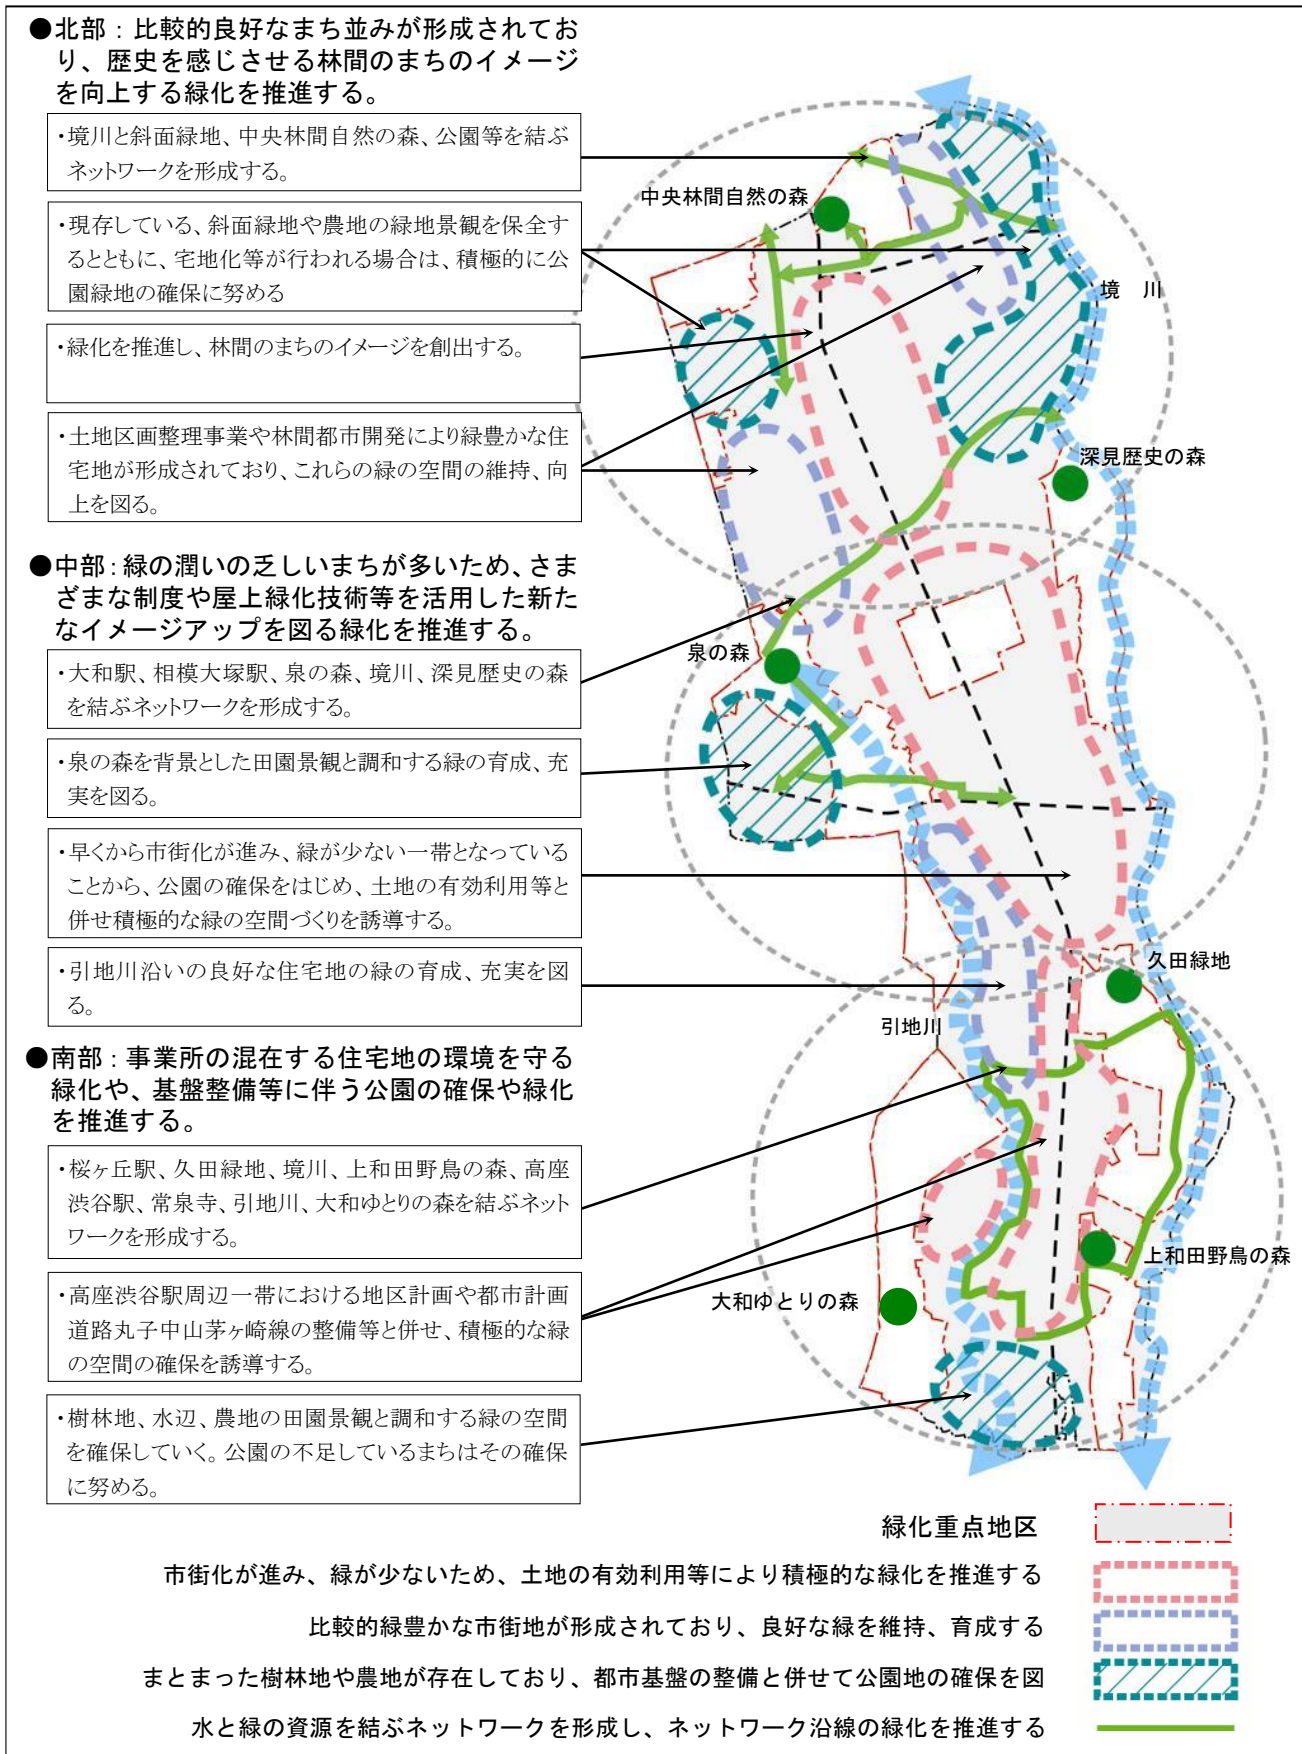 ●北部：比較的良好なまち並みが形成されてお
り、歴史を感じさせる林間のまちのイメージ
を向上する緑化を推進する。
・境川と斜面緑地、中央林間自然の森、公園等を結ぶ
ネットワークを形成する。
・現存している、斜面緑地や農地の緑地景観を保全す
るとともに、宅地化等が行われる場合は、積極的に公
園緑地の確保に努める
・緑化を推進し、林間のまちのイメージを創出する。
・土地区画整理事業や林間都市開発により緑豊かな住
宅地が形成されており、これらの緑の空間の維持、向
上を図る。
●中部：緑の潤いの乏しいまちが多いため、さま
ざまな制度や屋上緑化技術等を活用した新た
なイメージアップを図る緑化を推進する。
・大和駅、相模大塚駅、泉の森、境川、深見歴史の森
を結ぶネットワークを形成する。
・泉の森を背景とした田園景観と調和する緑の育成、充
実を図る。
・早くから市街化が進み、緑が少ない一帯となっている
ことから、公園の確保をはじめ、土地の有効利用等と
併せ積極的な緑の空間づくりを誘導する。
・引地川沿いの良好な住宅地の緑の育成、充実を図
る。
●南部：事業所の混在する住宅地の環境を守る
緑化や、基盤整備等に伴う公園の確保や緑化
を推進する。
・桜ヶ丘駅、久田緑地、境川、上和田野鳥の森、高座
渋谷駅、常泉寺、引地川、大和ゆとりの森を結ぶネット
ワークを形成する。
・高座渋谷駅周辺一帯における地区計画や都市計画
道路丸子中山茅ヶ崎線の整備等と併せ、積極的な緑
の空間の確保を誘導する。
・樹林地、水辺、農地の田園景観と調和する緑の空間
を確保していく。公園の不足しているまちはその確保
に努める。
中央林間自然の森
境　川
深見歴史の森
泉の森
久田緑地
引地川
上和田野鳥の森
大和ゆとりの森
緑化重点地区
市街化が進み、緑が少ないため、土地の有効利用等により積極的な緑化を推進する
比較的緑豊かな市街地が形成されており、良好な緑を維持、育成する
まとまった樹林地や農地が存在しており、都市基盤の整備と併せて公園地の確保を図
水と緑の資源を結ぶネットワークを形成し、ネットワーク沿線の緑化を推進する